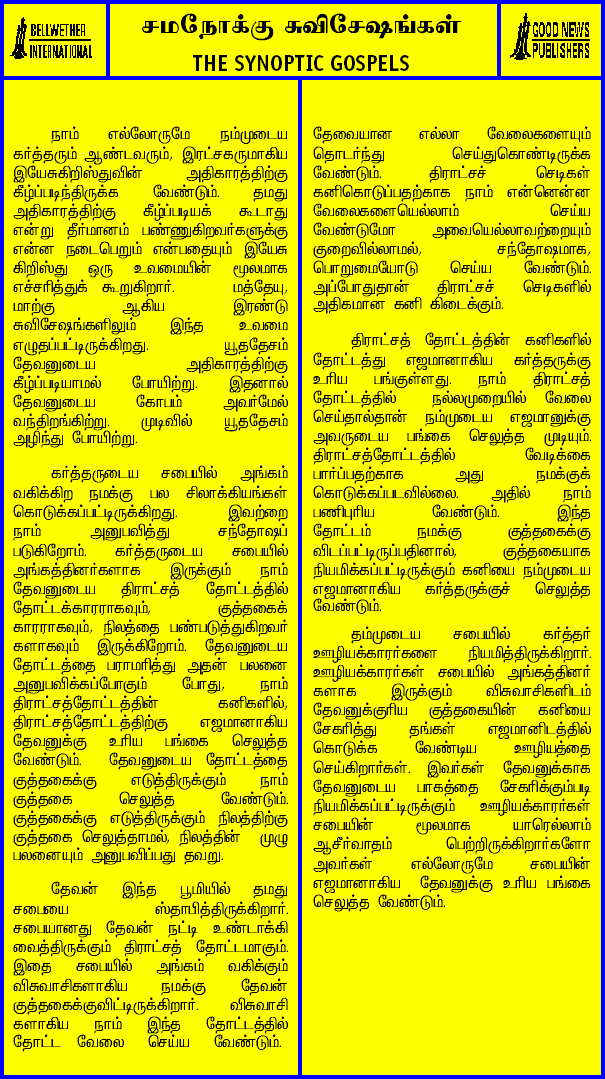 BELLWETHER
INTERNATIONAL
சமநோக்கு சுவிசேஷங்கள்
THE SYNOPTIC GOSPELS
GOOD NEWS
PUBLISHERS
நாம் எல்லோருமே நம்முடைய
கர்த்தரும் ஆண்டவரும், இரட்சகருமாகிய
இயேசுகிறிஸ்துவின் அதிகாரத்திற்கு
கீழ்ப்படிந்திருக்க வேண்டும். தமது
அதிகாரத்திற்கு கீழ்ப்படியக் கூடாது
என்று தீர்மானம் பண்ணுகிறவர்களுக்கு
என்ன நடைபெறும் என்பதையும் இயேசு
கிறிஸ்து ஒரு உவமையின் மூலமாக
எச்சரித்துக் கூறுகிறார். மத்தேயு,
மாற்கு ஆகிய இரண்டு
சுவிசேஷங்களிலும் இந்த உவமை
எழுதப்பட்டிருக்கிறது. யூததேசம்
தேவனுடைய அதிகாரத்திற்கு
கீழ்ப்படியாமல் போயிற்று. இதனால்
தேவனுடைய கோபம் அவர்மேல்
வந்திறங்கிற்று. முடிவில் யூததேசம்
அழிந்து போயிற்று.
கர்த்தருடைய சபையில் அங்கம்
வகிக்கிற நமக்கு பல சிலாக்கியங்கள்
கொடுக்கப்பட்டிருக்கிறது. இவற்றை
நாம் அனுபவித்து சந்தோஷப்
படுகிறோம். கர்த்தருடைய சபையில்
அங்கத்தினர்களாக இருக்கும் நாம்
தேவனுடைய திராட்சத் தோட்டத்தில்
தோட்டக்காரராகவும், குத்தகைக்
காரராகவும், நிலத்தை பண்படுத்துகிறவர்
களாகவும் இருக்கிறோம். தேவனுடைய
தோட்டத்தை பராமரித்து அதன் பலனை
அனுபவிக்கப்போகும் போது, நாம்
திராட்சத்தோட்டத்தின் கனிகளில்,
திராட்சத்தோட்டத்திற்கு எஜமானாகிய
தேவனுக்கு உரிய பங்கை செலுத்த
வேண்டும். தேவனுடைய தோட்டத்தை
குத்தகைக்கு எடுத்திருக்கும் நாம்
குத்தகை செலுத்த வேண்டும்.
குத்தகைக்கு எடுத்திருக்கும் நிலத்திற்கு
குத்தகை செலுத்தாமல், நிலத்தின் முழு
பலனையும் அனுபவிப்பது தவறு.
தேவன் இந்த பூமியில் தமது
சபையை ஸ்தாபித்திருக்கிறார்.
சபையானது தேவன் நட்டி உண்டாக்கி
வைத்திருக்கும் திராட்சத் தோட்டமாகும்.
இதை சபையில் அங்கம் வகிக்கும்
விசுவாசிகளாகிய நமக்கு தேவன்
குத்தகைக்குவிட்டிருக்கிறார். விசுவாசி
களாகிய நாம் இந்த தோட்டத்தில்
தோட்ட வேலை செய்ய வேண்டும்.
தேவையான எல்லா வேலைகளையும்
தொடர்ந்து செய்துகொண்டிருக்க
வேண்டும். திராட்சச் செடிகள்
கனிகொடுப்பதற்காக நாம் என்னென்ன
வேலைகளையெல்லாம் செய்ய
வேண்டுமோ அவையெல்லாவற்றையும்
குறைவில்லாமல், சந்தோஷமாக,
பொறுமையோடு செய்ய வேண்டும்.
அப்போதுதான் திராட்சச் செடிகளில்
அதிகமான கனி கிடைக்கும்.
திராட்சத் தோட்டத்தின் கனிகளில்
தோட்டத்து எஜமானாகிய கர்த்தருக்கு
உரிய பங்குள்ளது. நாம் திராட்சத்
தோட்டத்தில் நல்லமுறையில் வேலை
செய்தால்தான் நம்முடைய எஜமானுக்கு
அவருடைய பங்கை செலுத்த முடியும்.
திராட்சத்தோட்டத்தில் வேடிக்கை
பார்ப்பதற்காக அது நமக்குக்
கொடுக்கப்படவில்லை. அதில் நாம்
பணிபுரிய வேண்டும். இந்த
தோட்டம் நமக்கு குத்தகைக்கு
விடப்பட்டிருப்பதினால், குத்தகையாக
நியமிக்கப்பட்டிருக்கும் கனியை நம்முடைய
எஜமானாகிய கர்த்தருக்குச் செலுத்த
வேண்டும்.
தம்முடைய சபையில் கர்த்தர்
ஊழியக்காரர்களை நியமித்திருக்கிறார்.
ஊழியக்காரர்கள் சபையில் அங்கத்தினர்
களாக இருக்கும் விசுவாசிகளிடம்
தேவனுக்குரிய குத்தகையின் கனியை
சேகரித்து தங்கள் எஜமானிடத்தில்
கொடுக்க வேண்டிய ஊழியத்தை
செய்கிறார்கள். இவர்கள் தேவனுக்காக
தேவனுடைய பாகத்தை சேகரிக்கும்படி
நியமிக்கப்பட்டிருக்கும் ஊழியக்காரர்கள்
சபையின் மூலமாக யாரெல்லாம்
ஆசீர்வாதம் பெற்றிருக்கிறார்களோ
அவர்கள் எல்லோருமே சபையின்
எஜமானாகிய தேவனுக்கு உரிய பங்கை
செலுத்த வேண்டும்.